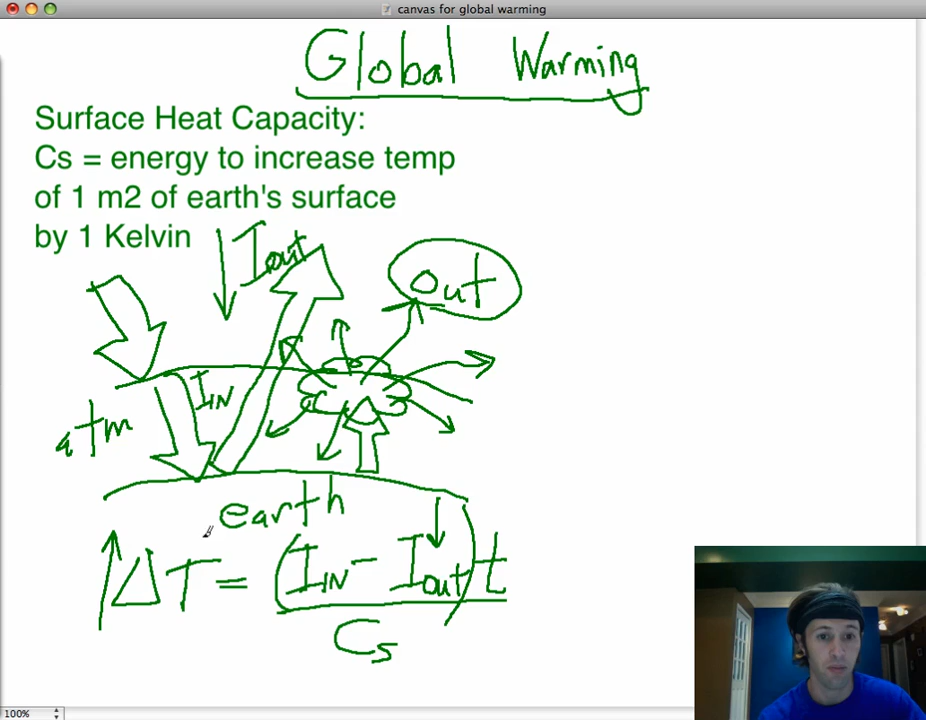 canvas for global warming
Global Warming
Surface Heat Capacity:
Cs = energy to increase temp
of 1 m2 of earth's surface
by 1 Kelvin
↓ Iout
out
IN
atm
earth
↑ΔT = (IIN - Iout↓)t
Cs
100%